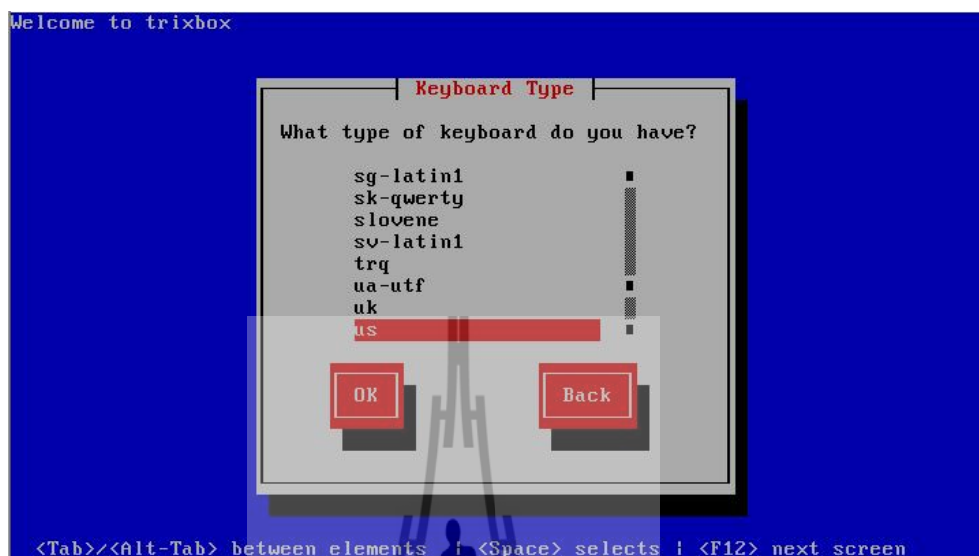 Welcome to trixbox
Keyboard Type
What type of keyboard do you have?
sg-latin1
sk-qwerty
slovene
sv-latin1
trq
ua-utf
uk
us
OK Back
<Tab>/<Alt-Tab> between elements | <Space> selects | <F12> next screen